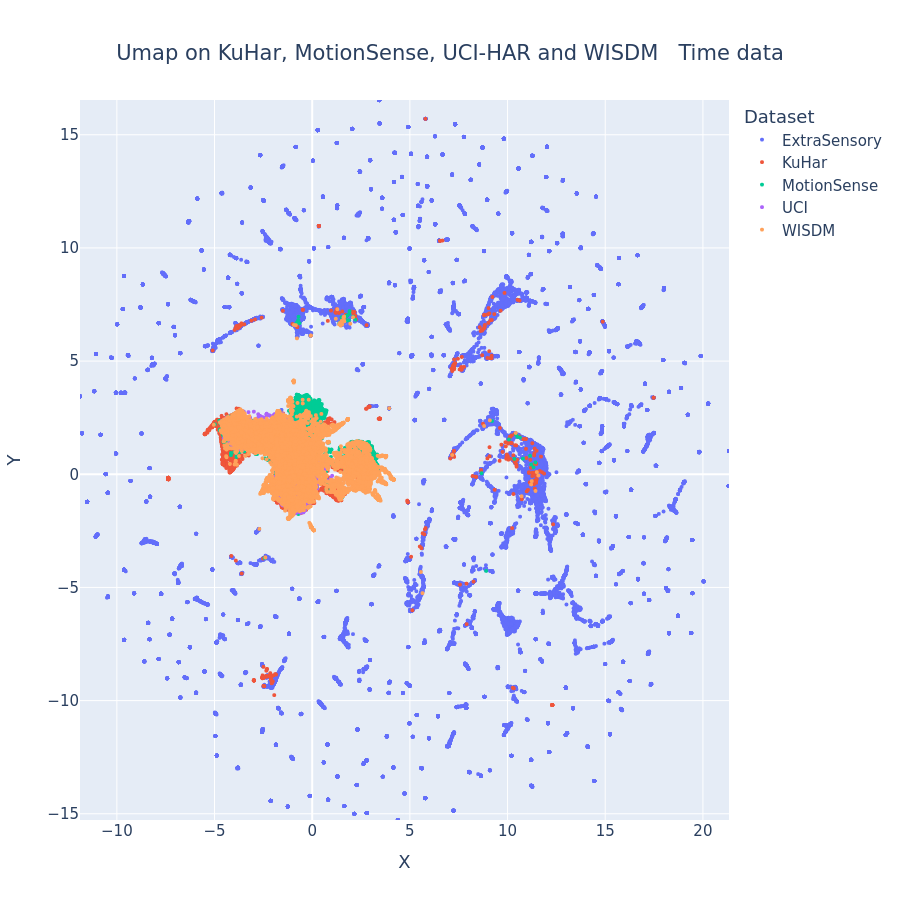 Umap on KuHar, MotionSense, UCI-HAR and WISDM   Time data
Dataset
ExtraSensory
KuHar
MotionSense
UCI
WISDM
15
10
5
0
−5
−10
−15
Y
−10 −5 0 5 10 15 20
X